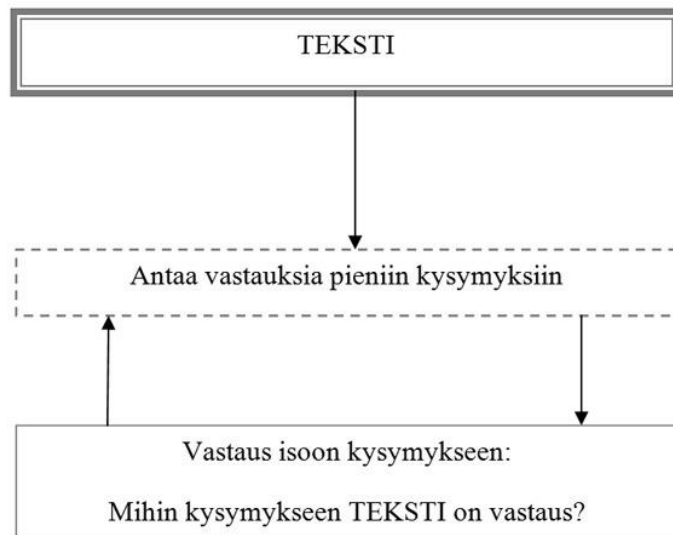 TEKSTI
Antaa vastauksia pieniin kysymyksiin
Vastaus isoon kysymykseen:
Mihin kysymykseen TEKSTI on vastaus?